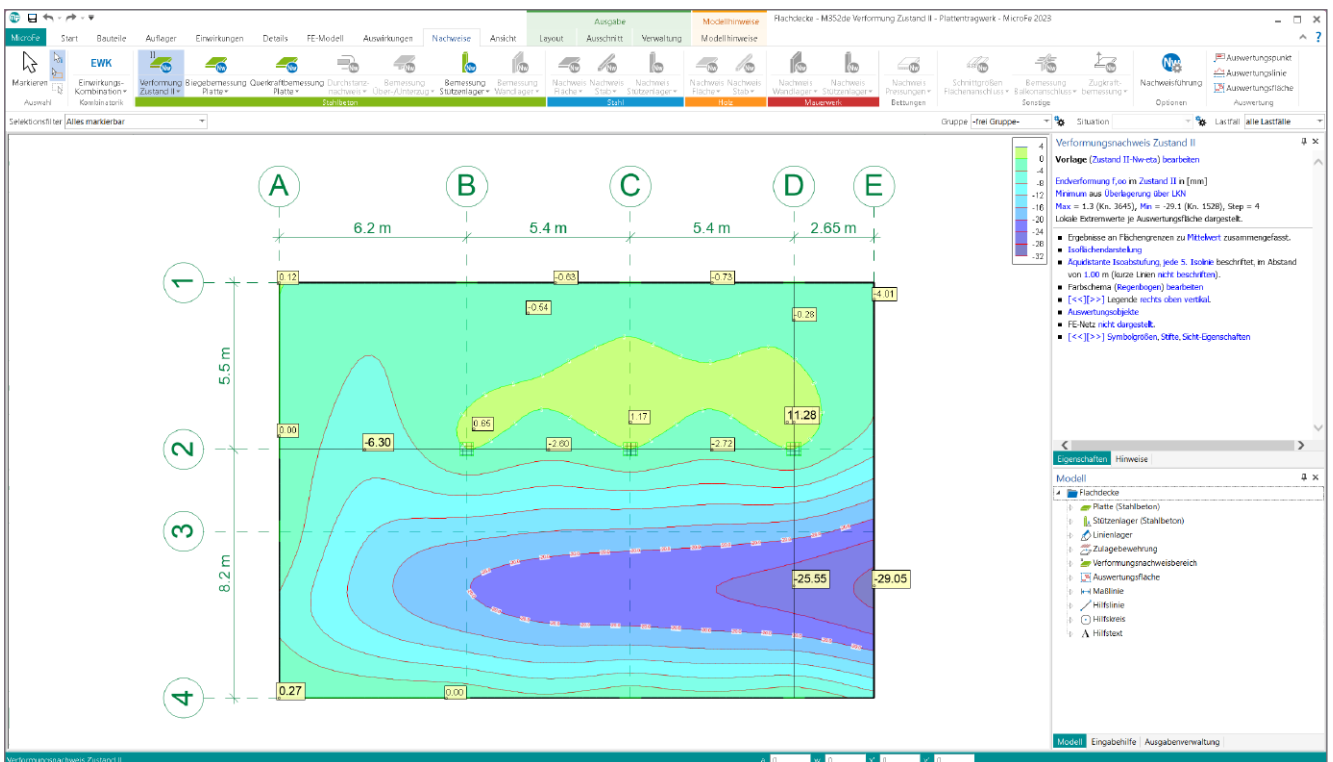 Ausgabe
Modellhinweise
Flachdecke - M352de Verformung Zustand II - Plattentragwerk - MicroFe 2023
MicroFe Start Bauteile Auflager Einwirkungen Details FE-Modell Auswirkungen Nachweise Ansicht Layout Ausschnitt Verwaltung Modellhinweise
Markieren
EWK
Einwirkungs-
Kombination
Verformung
Zustand II
Biegebemessung
Platte
Querkraftbemessung
Platte
Durchstanz-
nachweis
Bemessung
Über-/Unterzug
Bemessung
Stützenlager
Bemessung
Wandlager
Nachweis
Fläche
Nachweis
Stab
Nachweis
Stützenlager
Nachweis
Fläche
Nachweis
Stab
Nachweis
Wandlager
Nachweis
Stützenlager
Nachweis
Pressungen
Schnittgrößen
Flächenanschluss
Bemessung
Balkonanschluss
Zugkraft-
bemessung
Nachweisführung
Auswertungspunkt
Auswertungslinie
Auswertungsfläche
Auswahl Kombinatorik Stahlbeton Stahl Holz Mauerwerk Bettungen Sonstige Optionen Auswertung
Selektionsfilter Alles markierbar
Gruppe -frei Gruppe- Situation Lastfall alle Lastfälle
4
0
-4
-8
-12
-16
-20
-24
-28
-32
A B C D E
6.2 m 5.4 m 5.4 m 2.65 m
1
0.12 -0.63 -0.73 -4.01
-0.54 -0.28
5.5 m
0.00 0.65 1.17 11.28
2
-6.30 -2.60 -2.72
3
8.2 m
-25.55 -29.05
4
0.27 0.00
Verformungsnachweis Zustand II
Vorlage (Zustand II-Nw-eta) bearbeiten
Endverformung f,oo im Zustand II in [mm]
Minimum aus Überlagerung über LKN
Max = 1.3 (Kn. 3645), Min = -29.1 (Kn. 1528), Step = 4
Lokale Extremwerte je Auswertungsfläche dargestellt.
Ergebnisse an Flächengrenzen zu Mittelwert zusammengefasst.
Isoflächendarstellung
Äquidistante Isoabstufung, jede 5. Isolinie beschriftet, im Abstand
von 1.00 m (kurze Linien nicht beschriften).
Farbschema (Regenbogen) bearbeiten
[<<][>>] Legende rechts oben vertikal.
Auswertungsobjekte
FE-Netz nicht dargestellt.
[<<][>>] Symbolgrößen, Stifte, Sicht-Eigenschaften
Eigenschaften Hinweise
Modell
Flachdecke
Platte (Stahlbeton)
Stützenlager (Stahlbeton)
Linienlager
Zulagebewehrung
Verformungsnachweisbereich
Auswertungsfläche
Maßlinie
Hilfslinie
Hilfskreis
Hilfstext
Modell Eingabehilfe Ausgabenverwaltung
Verformungsnachweis Zustand II